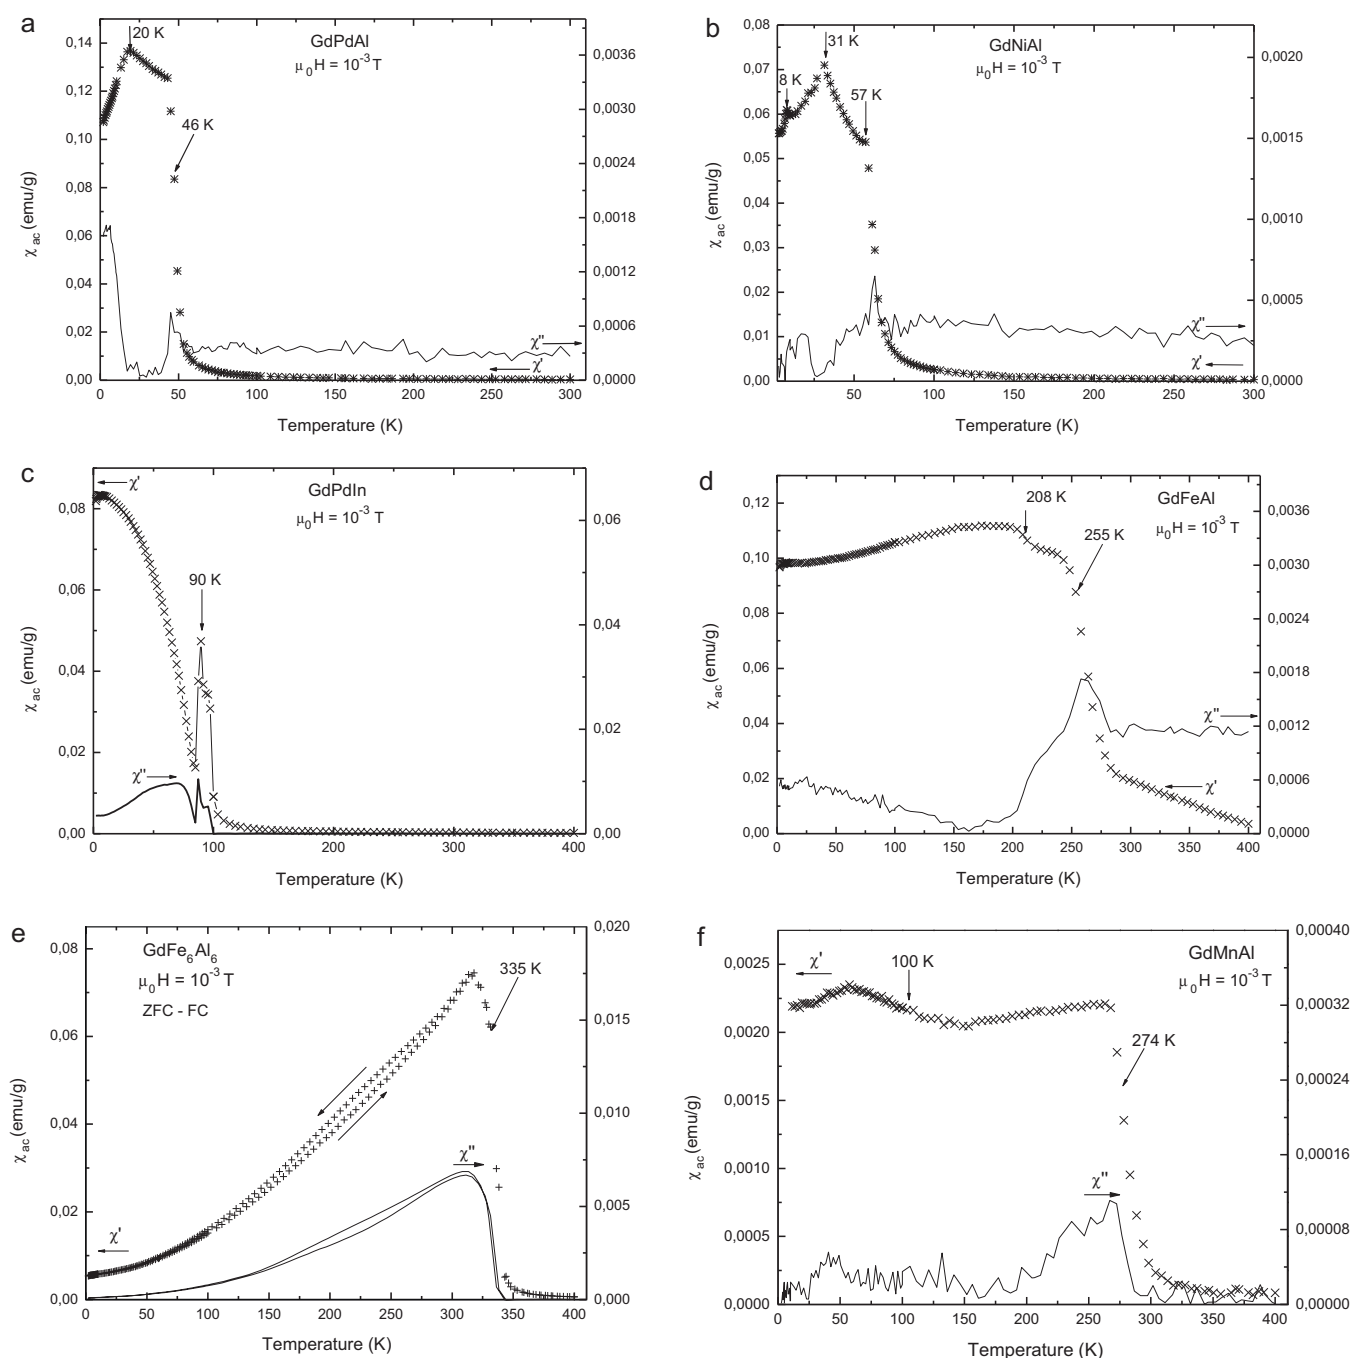 a
GdPdAl
μ₀H = 10⁻³ T
20 K
46 K
χ''
χ'
0,14
0,12
0,10
0,08
0,06
0,04
0,02
0,00
0,0036
0,0030
0,0024
0,0018
0,0012
0,0006
0,0000
0 50 100 150 200 250 300
χ ac (emu/g)
Temperature (K)
b
GdNiAl
μ₀H = 10⁻³ T
8 K
31 K
57 K
χ''
χ'
0,08
0,07
0,06
0,05
0,04
0,03
0,02
0,01
0,00
0,0020
0,0015
0,0010
0,0005
0,0000
50 100 150 200 250 300
χ ac (emu/g)
Temperature (K)
c
GdPdIn
μ₀H = 10⁻³ T
χ'
90 K
χ''
0,08
0,06
0,04
0,02
0,00
0,06
0,04
0,02
0,00
0 100 200 300 400
χ ac (emu/g)
Temperature (K)
d
GdFeAl
μ₀H = 10⁻³ T
208 K
255 K
χ''
χ'
0,12
0,10
0,08
0,06
0,04
0,02
0,00
0,0036
0,0030
0,0024
0,0018
0,0012
0,0006
0,0000
0 50 100 150 200 250 300 350 400
χ ac (emu/g)
Temperature (K)
e
GdFe₆Al₆
μ₀H = 10⁻³ T
ZFC - FC
335 K
χ''
χ'
0,08
0,06
0,04
0,02
0,00
0,020
0,015
0,010
0,005
0,000
0 50 100 150 200 250 300 350 400
χ ac (emu/g)
Temperature (K)
f
GdMnAl
μ₀H = 10⁻³ T
χ'
100 K
274 K
χ''
0,0025
0,0020
0,0015
0,0010
0,0005
0,0000
0,00040
0,00032
0,00024
0,00016
0,00008
0,00000
0 50 100 150 200 250 300 350 400
χ ac (emu/g)
Temperature (K)